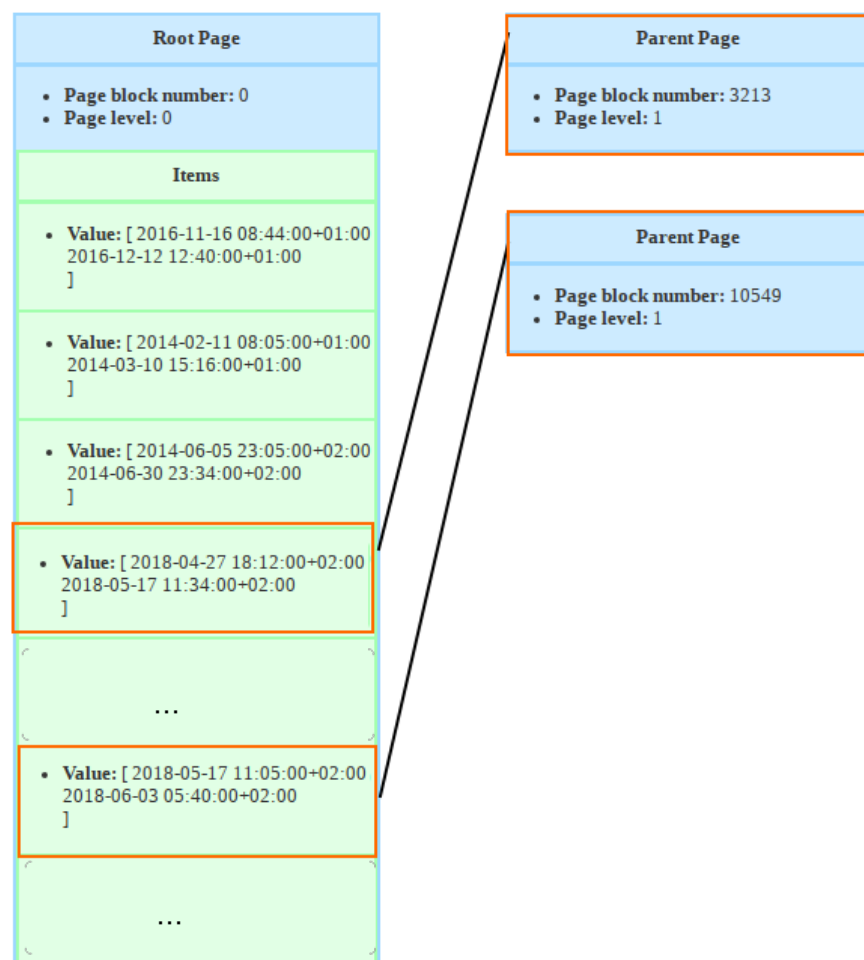 Root Page
• Page block number: 0
• Page level: 0
Items
• Value: [ 2016-11-16 08:44:00+01:00
2016-12-12 12:40:00+01:00
]
• Value: [ 2014-02-11 08:05:00+01:00
2014-03-10 15:16:00+01:00
]
• Value: [ 2014-06-05 23:05:00+02:00
2014-06-30 23:34:00+02:00
]
• Value: [ 2018-04-27 18:12:00+02:00
2018-05-17 11:34:00+02:00
]
...
• Value: [ 2018-05-17 11:05:00+02:00
2018-06-03 05:40:00+02:00
]
...
Parent Page
• Page block number: 3213
• Page level: 1
Parent Page
• Page block number: 10549
• Page level: 1